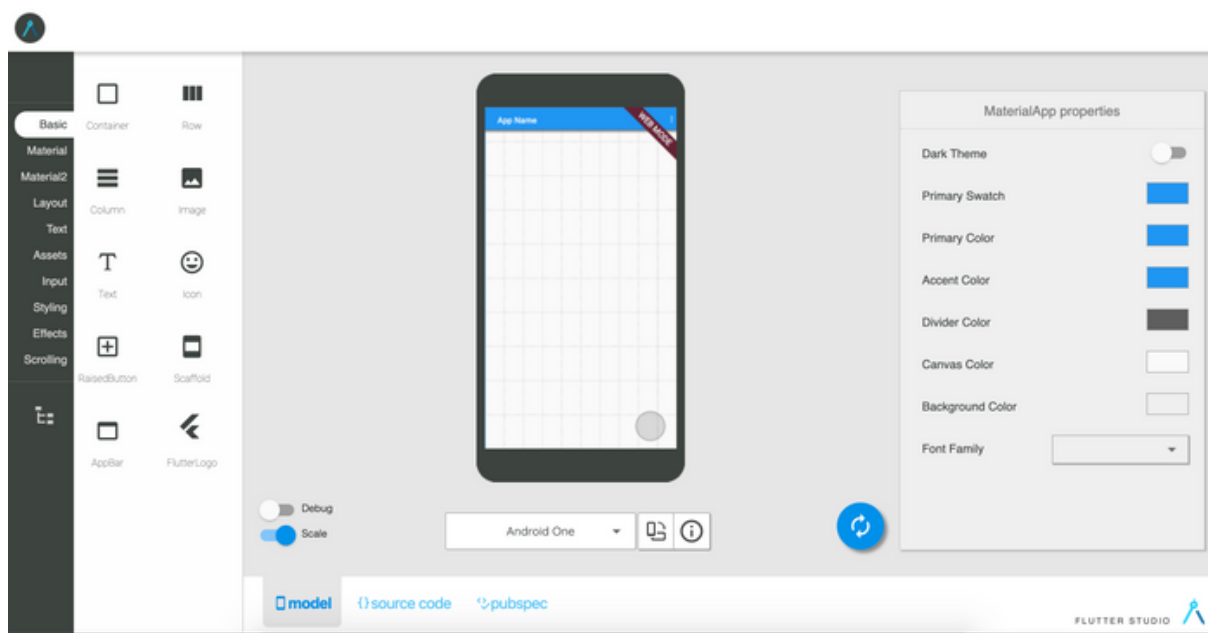 Basic
Material
Material2
Layout
Text
Assets
Input
Styling
Effects
Scrolling
Container
Row
Column
Image
Text
Icon
RaisedButton
Scaffold
AppBar
FlutterLogo
App Name
WEB MODE
Debug
Scale
Android One
MaterialApp properties
Dark Theme
Primary Swatch
Primary Color
Accent Color
Divider Color
Canvas Color
Background Color
Font Family
model
{} source code
pubspec
FLUTTER STUDIO